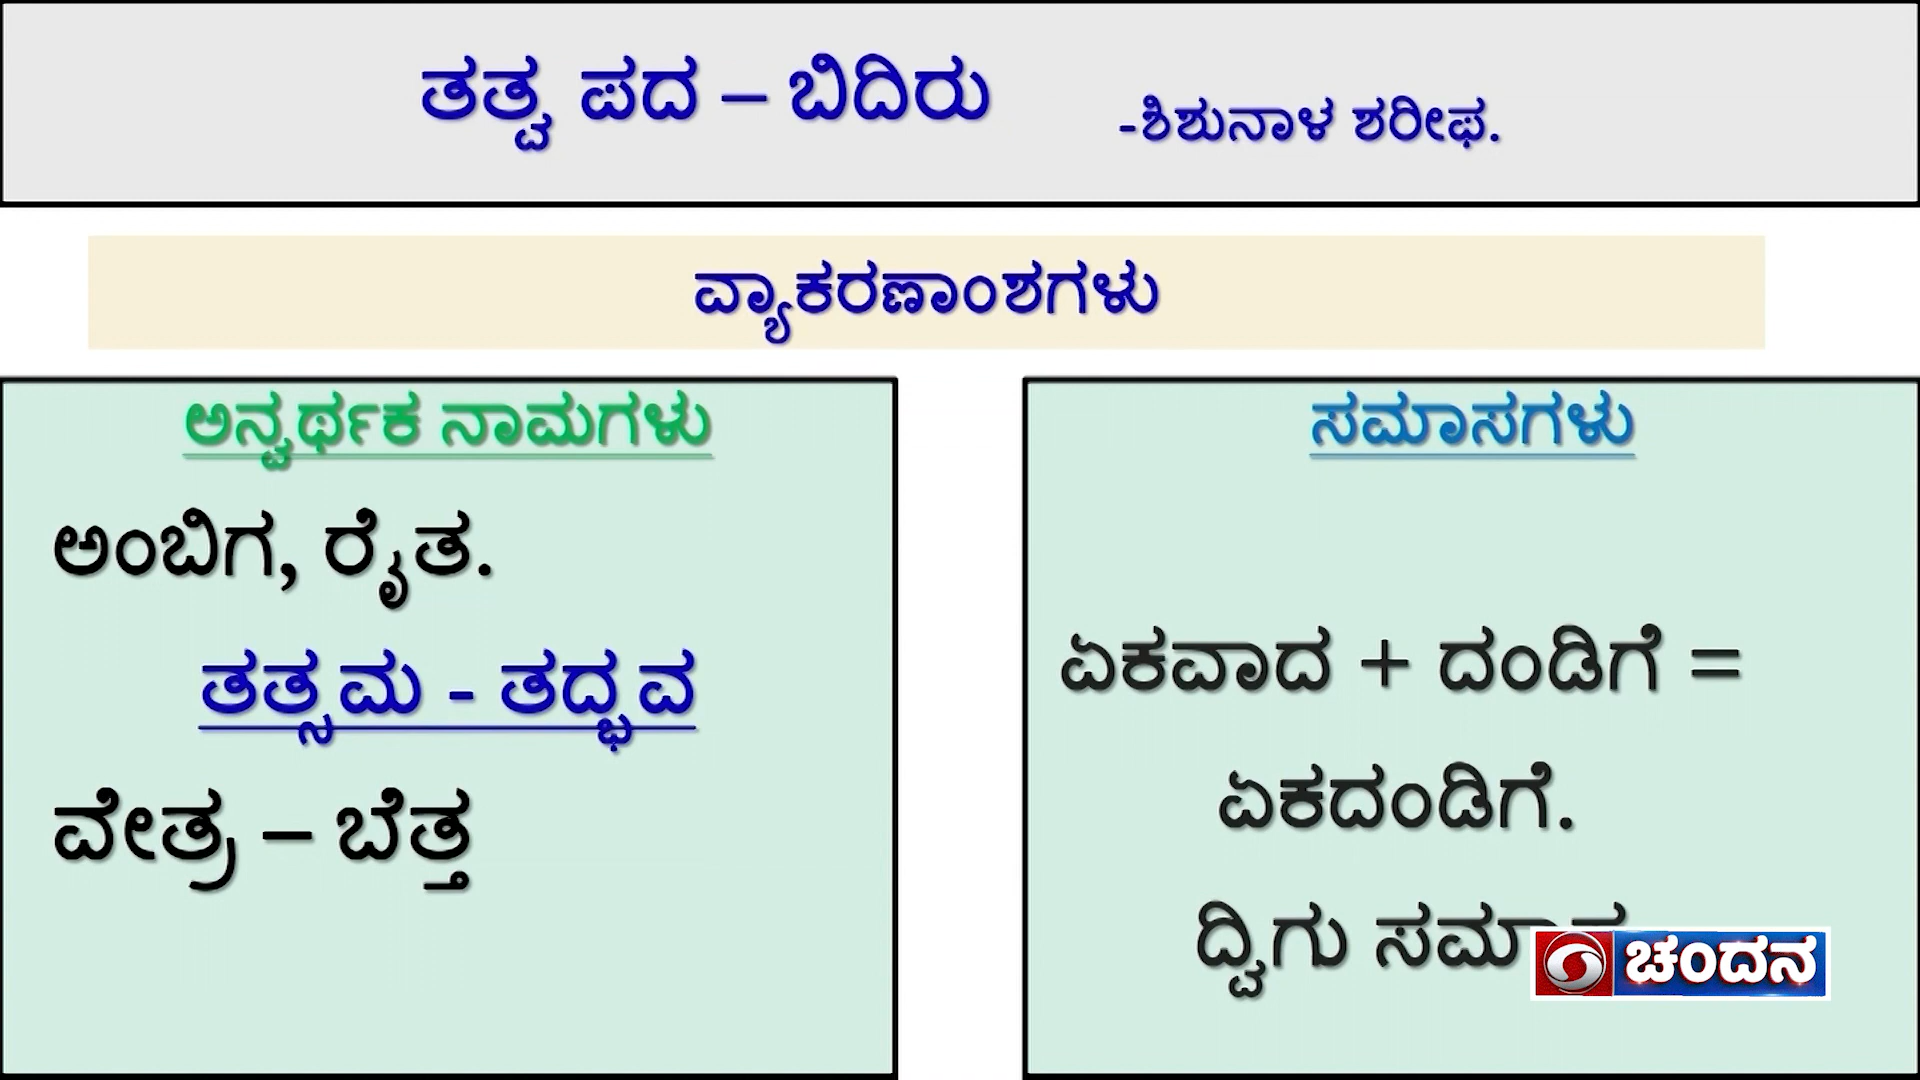 ತತ್ವ ಪದ – ಬಿದಿರು -ಶಿಶುನಾಳ ಶರೀಫ.
ವ್ಯಾಕರಣಾಂಶಗಳು
ಅನ್ವರ್ಥಕ ನಾಮಗಳು
ಅಂಬಿಗ, ರೈತ.
ತತ್ಸಮ - ತದ್ಭವ
ವೇತ್ರ – ಬೆತ್ತ
ಸಮಾಸಗಳು
ಏಕವಾದ + ದಂಡಿಗೆ =
ಏಕದಂಡಿಗೆ.
ದ್ವಿಗು
ಚಂದನ